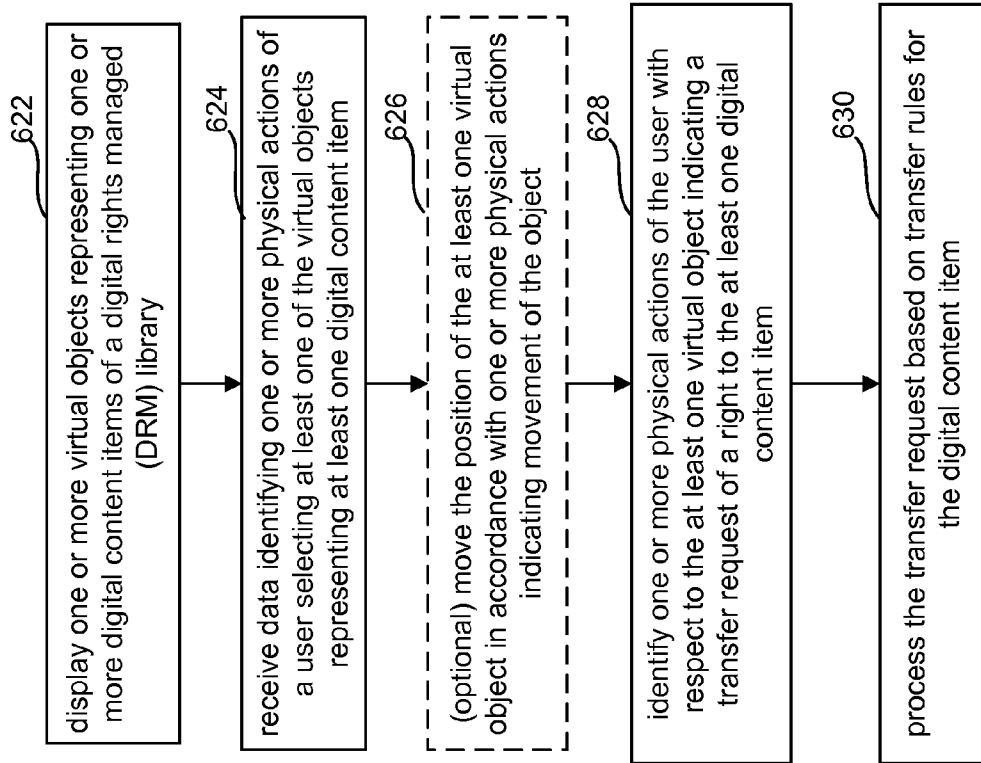 622
display one or more virtual objects representing one or
more digital content items of a digital rights managed
(DRM) library
624
receive data identifying one or more physical actions of
a user selecting at least one of the virtual objects
representing at least one digital content item
626
(optional) move the position of the at least one virtual
object in accordance with one or more physical actions
indicating movement of the object
628
identify one or more physical actions of the user with
respect to the at least one virtual object indicating a
transfer request of a right to the at least one digital
content item
630
process the transfer request based on transfer rules for
the digital content item